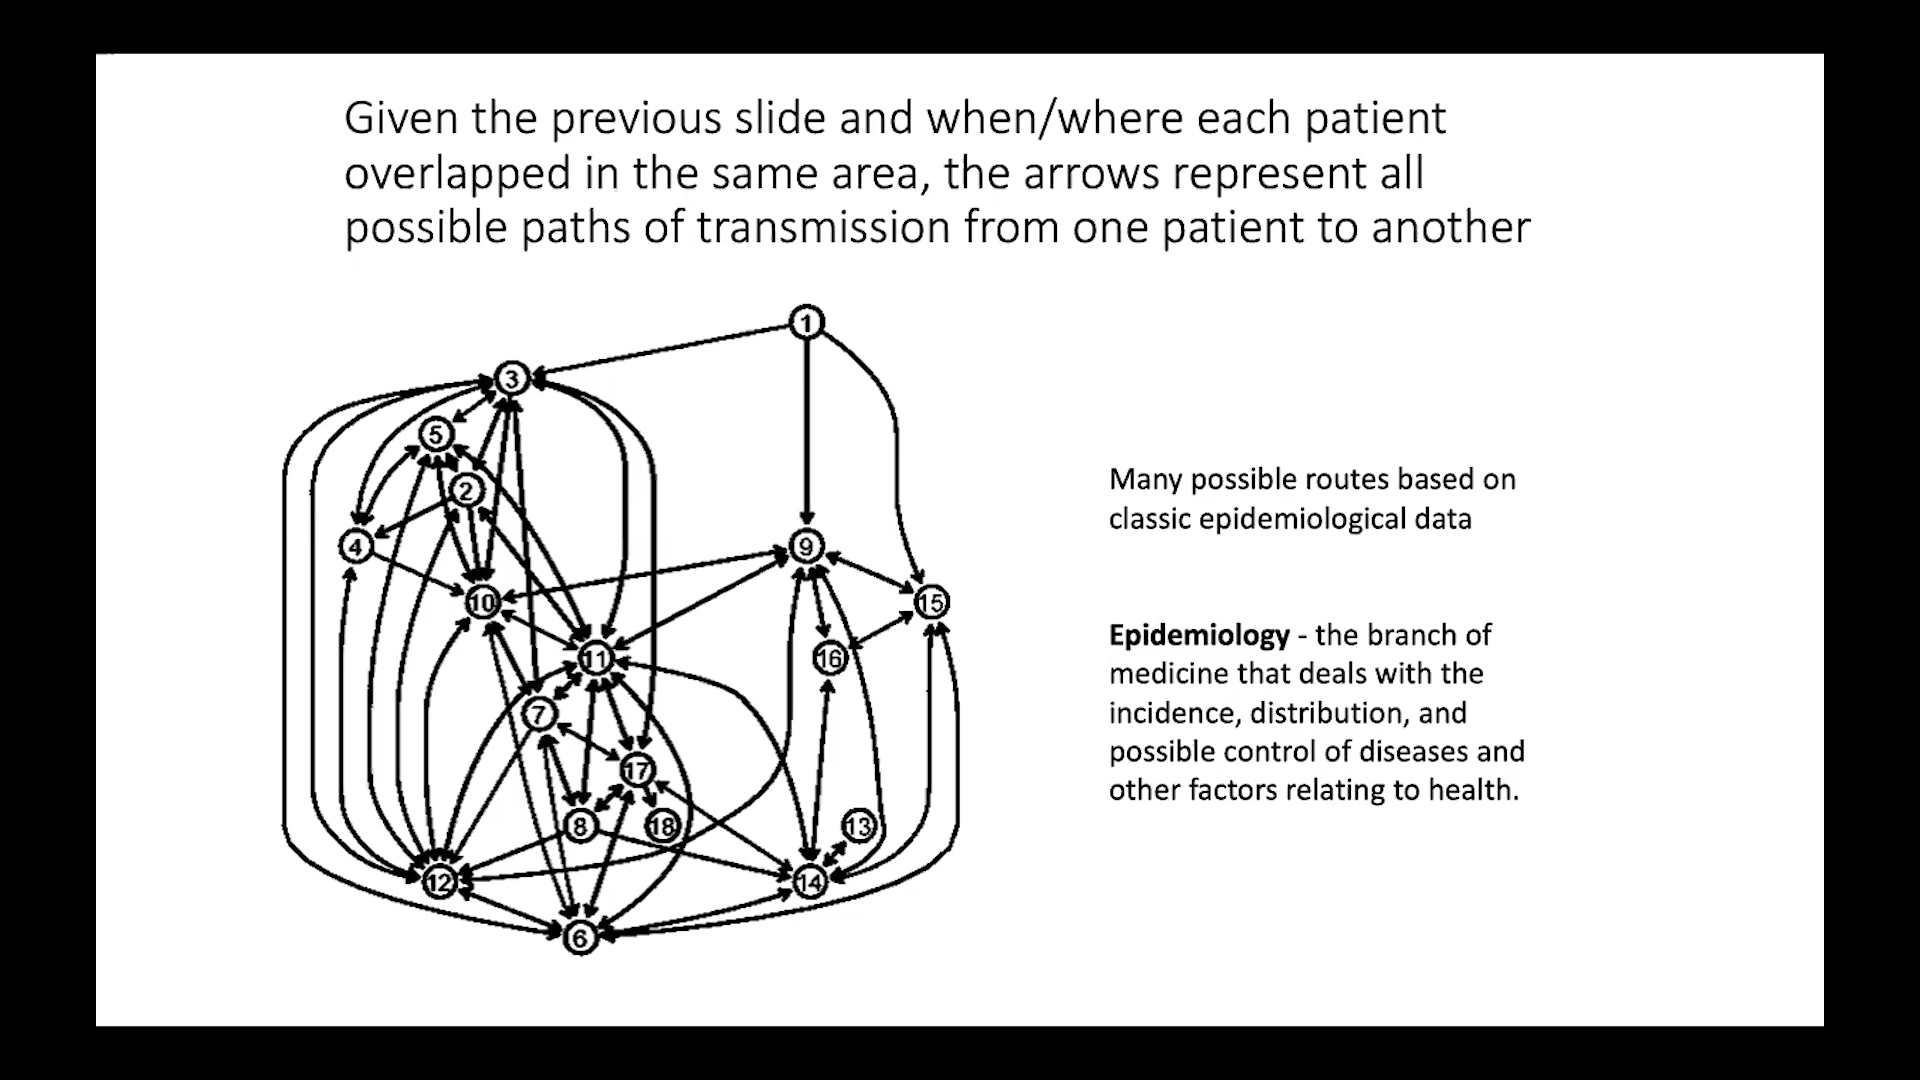 Given the previous slide and when/where each patient
overlapped in the same area, the arrows represent all
possible paths of transmission from one patient to another
1
3
5
2
4
9
10
15
11
16
7
17
8
18
13
12
14
6
Many possible routes based on
classic epidemiological data
Epidemiology - the branch of
medicine that deals with the
incidence, distribution, and
possible control of diseases and
other factors relating to health.